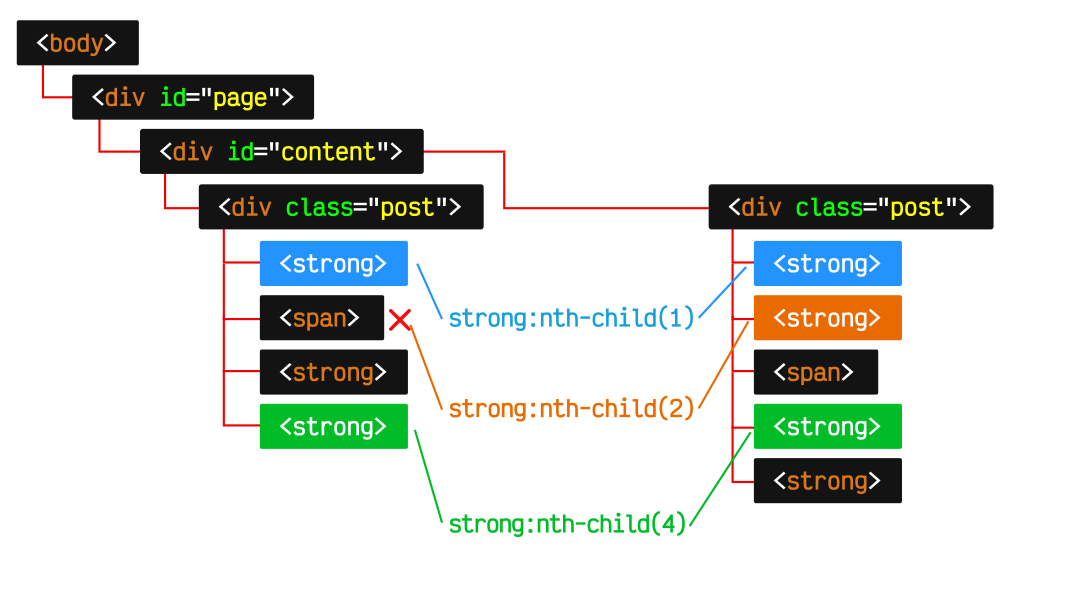 <body>
<div id="page">
<div id="content">
<div class="post">
<div class="post">
<strong>
<strong>
strong:nth-child(1)
<span>
<strong>
<strong>
<span>
strong:nth-child(2)
<strong>
<strong>
<strong>
strong:nth-child(4)